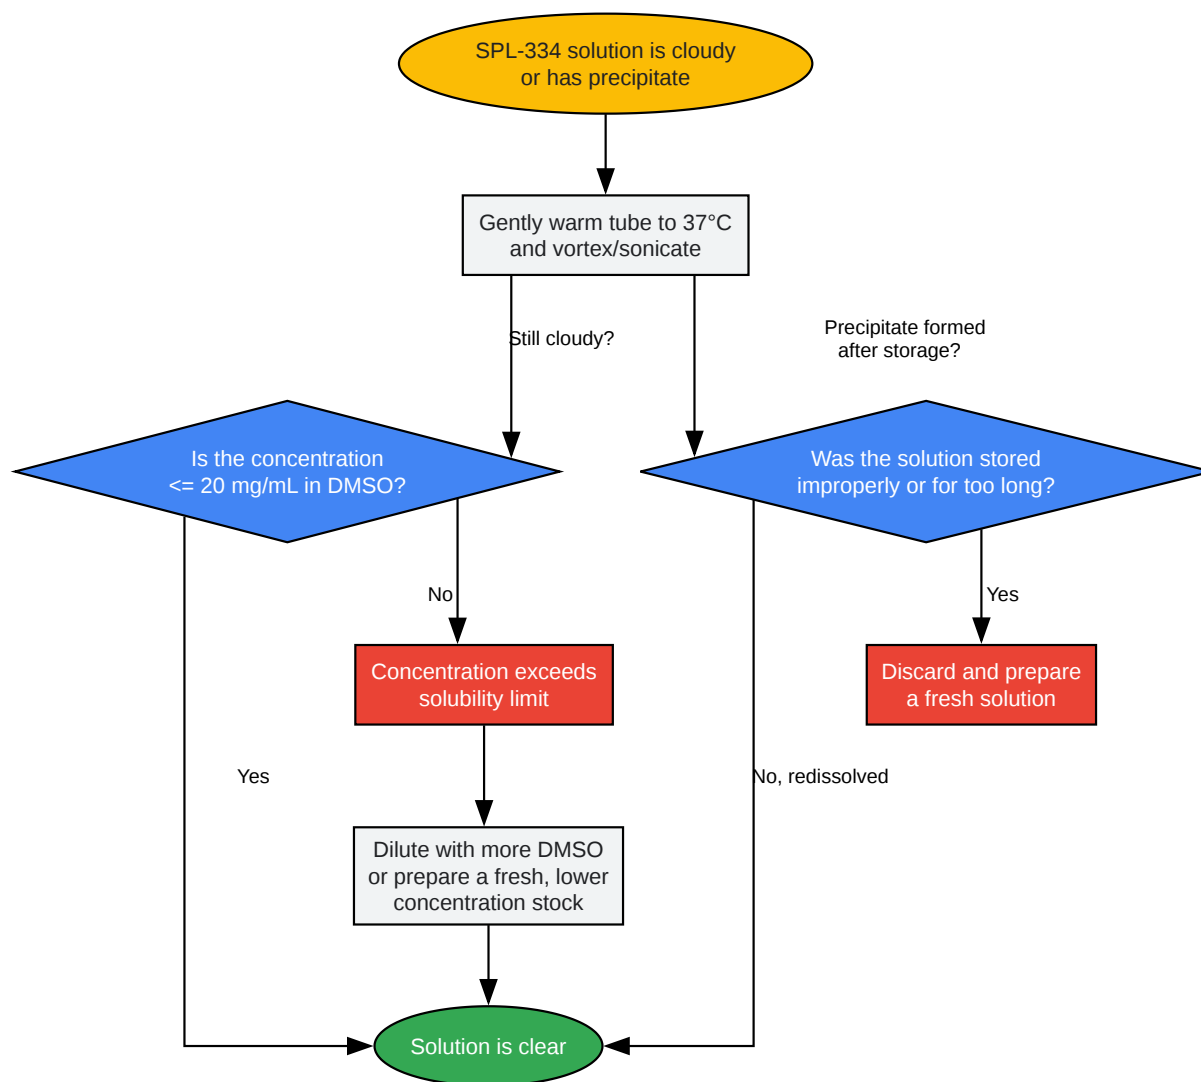 SPL-334 solution is cloudy
or has precipitate
Gently warm tube to 37°C
and vortex/sonicate
Still cloudy?
Precipitate formed
after storage?
Is the concentration
<= 20 mg/mL in DMSO?
Was the solution stored
improperly or for too long?
No
Yes
Concentration exceeds
solubility limit
Discard and prepare
a fresh solution
Yes
No, redissolved
Dilute with more DMSO
or prepare a fresh, lower
concentration stock
Solution is clear